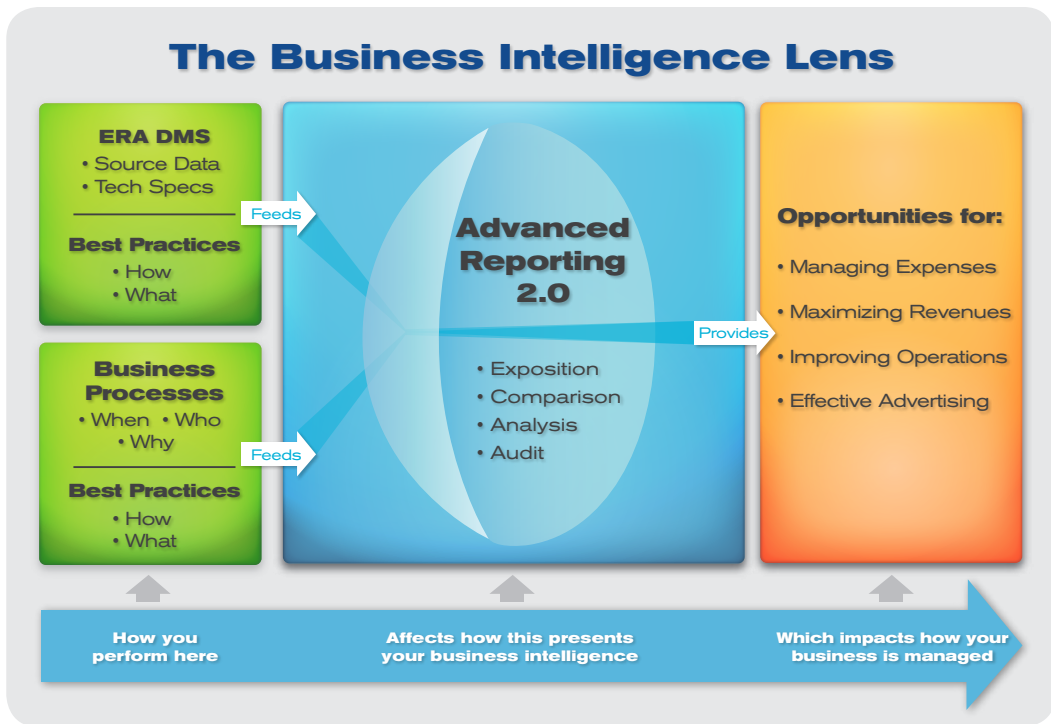 The Business Intelligence Lens
ERA DMS
• Source Data
• Tech Specs
Best Practices
• How
• What
Feeds
Business
Processes
• When • Who
• Why
Best Practices
• How
• What
Feeds
Advanced
Reporting
2.0
• Exposition
• Comparison
• Analysis
• Audit
Provides
Opportunities for:
• Managing Expenses
• Maximizing Revenues
• Improving Operations
• Effective Advertising
How you
perform here
Affects how this presents
your business intelligence
Which impacts how your
business is managed